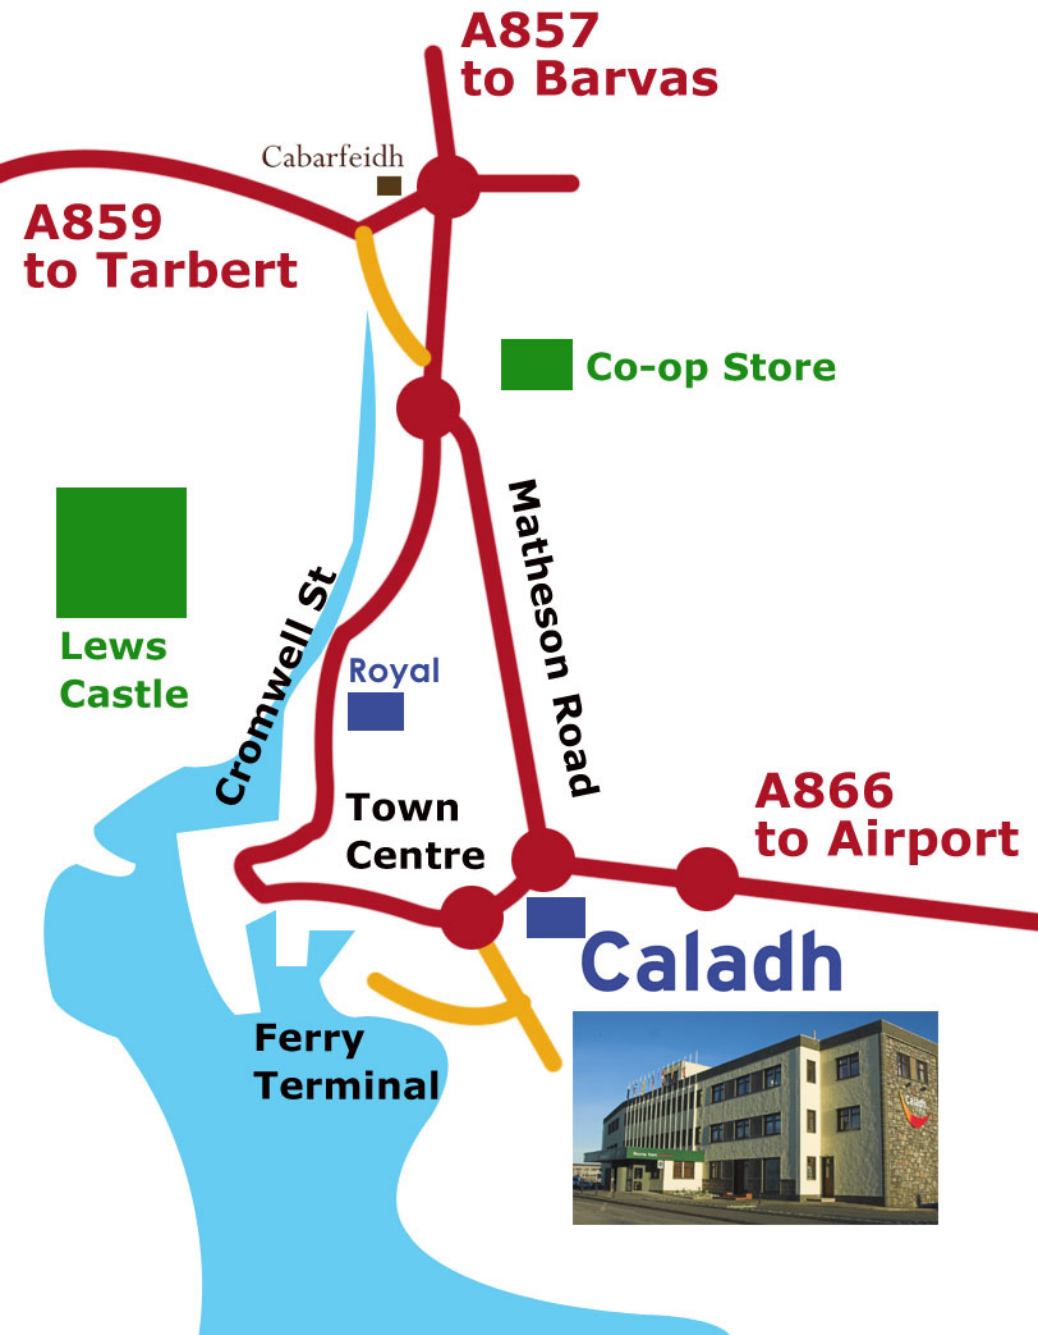 A857
to Barvas
Cabarfeidh
A859
to Tarbert
Co-op Store
Matheson Road
Lews
Castle
Cromwell St
Royal
Town
Centre
A866
to Airport
Caladh
Ferry
Terminal
Caladh